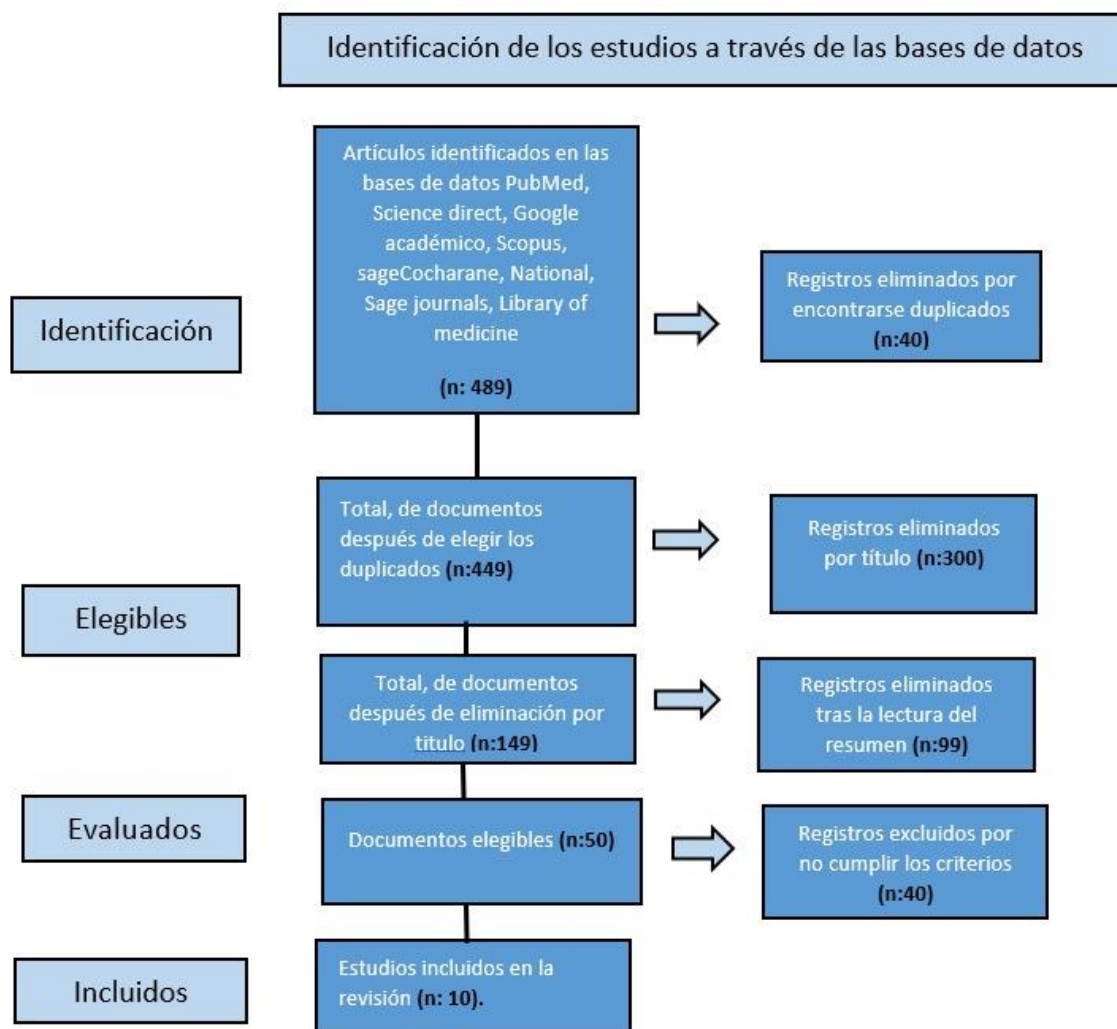 Identificación de los estudios a través de las bases de datos
Artículos identificados en las
bases de datos PubMed,
Science direct, Google
académico, Scopus,
sageCocharane, National,
Sage journals, Library of
medicine
(n: 489)
Identificación
Registros eliminados por
encontrarse duplicados
(n:40)
Total, de documentos
después de elegir los
duplicados (n:449)
Registros eliminados
por título (n:300)
Elegibles
Total, de documentos
después de eliminación por
titulo (n:149)
Registros eliminados
tras la lectura del
resumen (n:99)
Evaluados
Documentos elegibles (n:50)
Registros excluidos por
no cumplir los criterios
(n:40)
Incluidos
Estudios incluidos en la
revisión (n: 10).